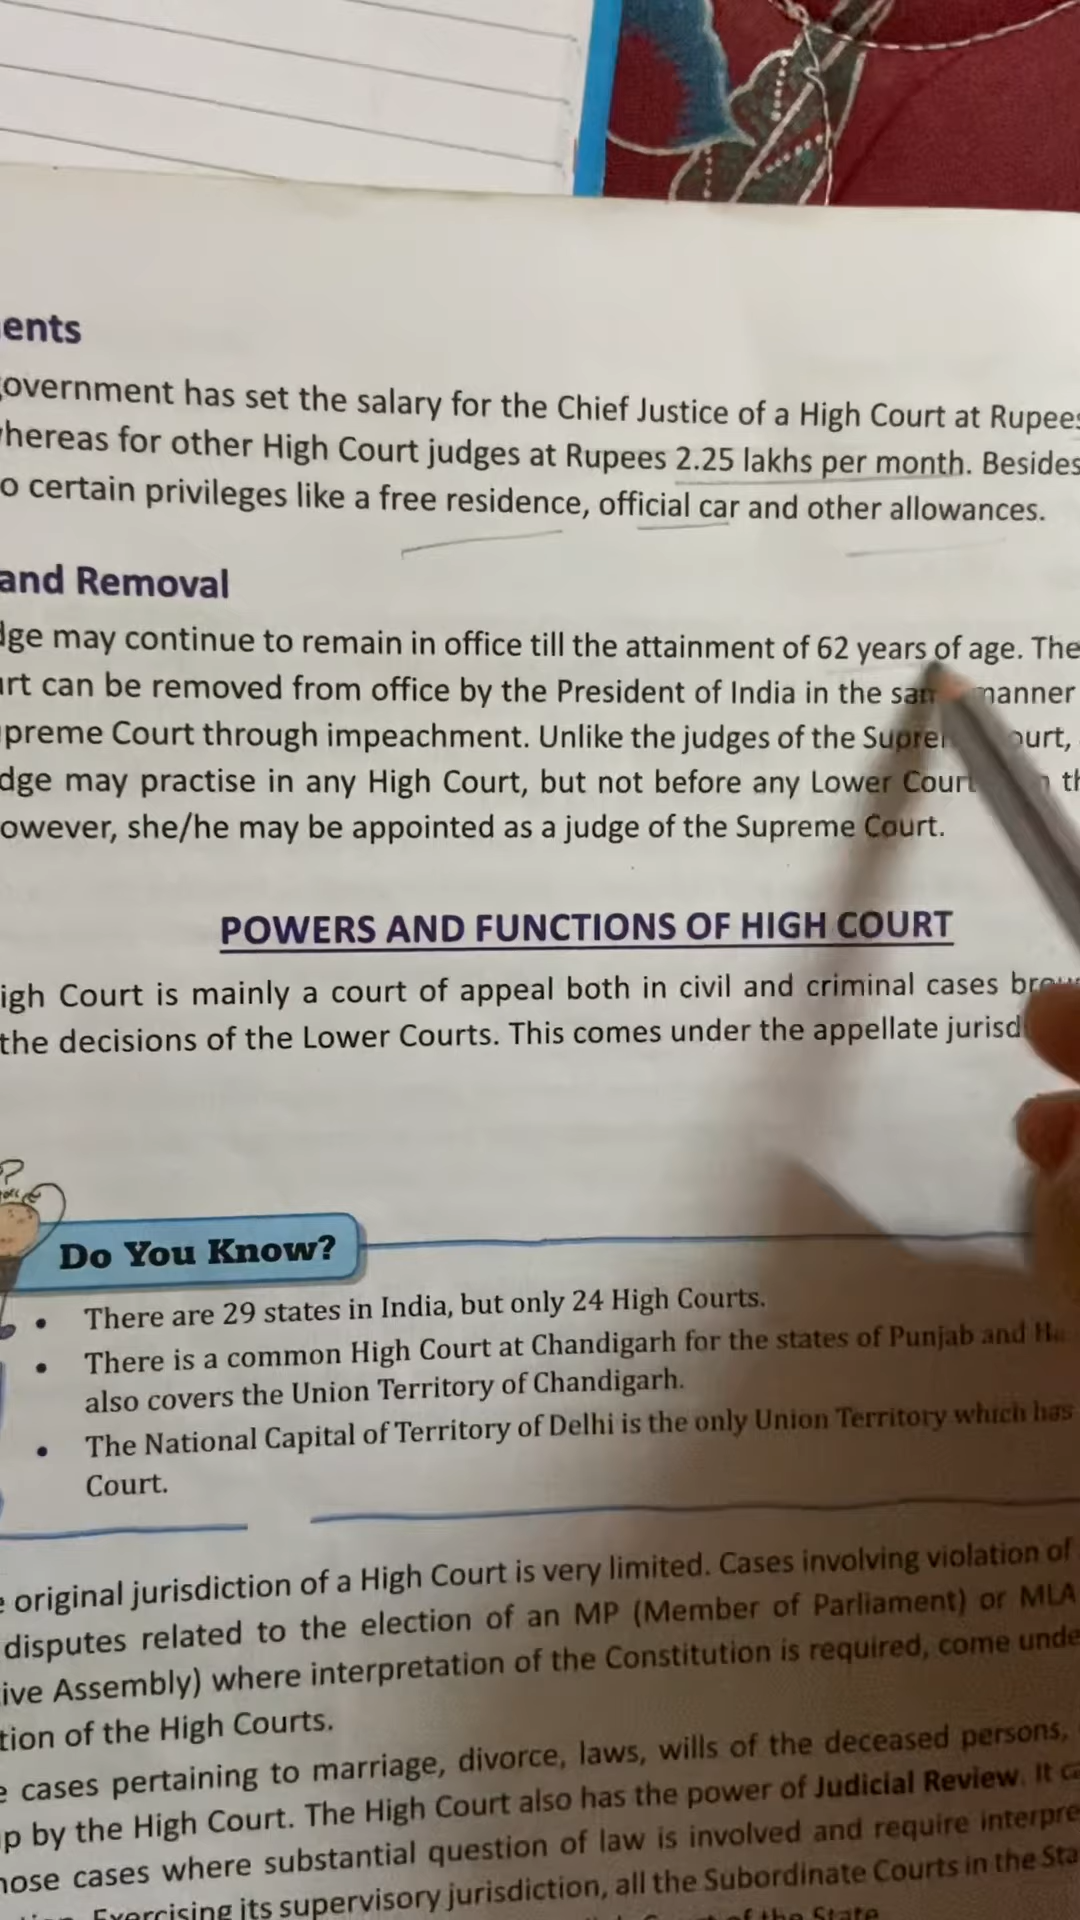 ents
overnment has set the salary for the Chief Justice of a High Court at Rupees
whereas for other High Court judges at Rupees 2.25 lakhs per month. Besides
o certain privileges like a free residence, official car and other allowances.
and Removal
dge may continue to remain in office till the attainment of 62 years of age. The
urt can be removed from office by the President of India in the manner
preme Court through impeachment. Unlike the judges of the ourt,
dge may practise in any High Court, but not before any Lower Court
owever, she/he may be appointed as a judge of the Supreme Court.
POWERS AND FUNCTIONS OF HIGH COURT
igh Court is mainly a court of appeal both in civil and criminal cases
the decisions of the Lower Courts. This comes under the appellate jurisd
?
Do You Know?
• There are 29 states in India, but only 24 High Courts.
• There is a common High Court at Chandigarh for the states of Punjab and Ha
also covers the Union Territory of Chandigarh.
• The National Capital of Territory of Delhi is the only Union Territory which has
Court.
e original jurisdiction of a High Court is very limited. Cases involving violation of
disputes related to the election of an MP (Member of Parliament) or MLA
ive Assembly) where interpretation of the Constitution is required, come unde
tion of the High Courts.
e cases pertaining to marriage, divorce, laws, wills of the deceased persons,
p by the High Court. The High Court also has the power of Judicial Review. It ca
hose cases where substantial question of law is involved and require interpre
Exercising its supervisory jurisdiction, all the Subordinate Courts in the Sta
of the State